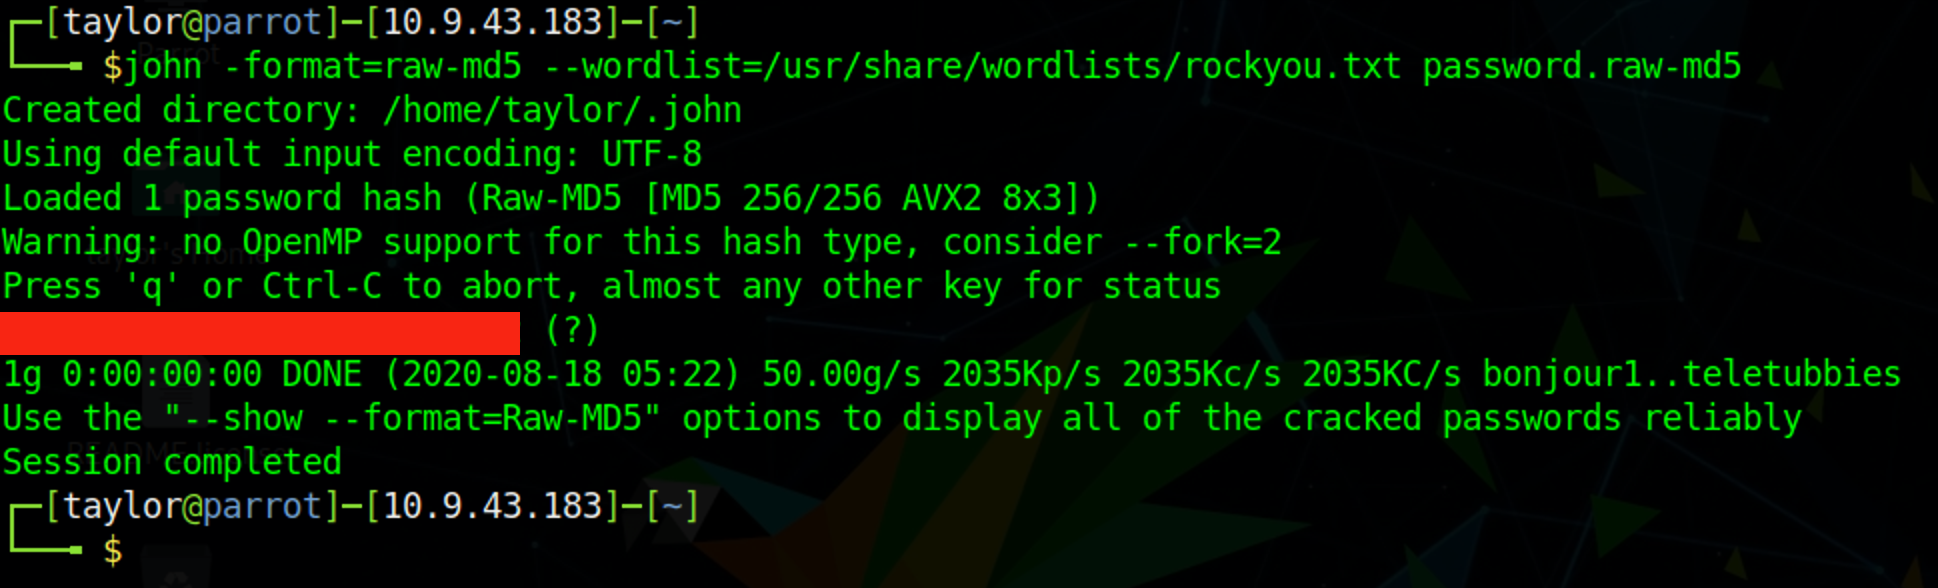 [taylor@parrot]─[10.9.43.183]─[~]
$john -format=raw-md5 --wordlist=/usr/share/wordlists/rockyou.txt password.raw-md5
Created directory: /home/taylor/.john
Using default input encoding: UTF-8
Loaded 1 password hash (Raw-MD5 [MD5 256/256 AVX2 8x3])
Warning: no OpenMP support for this hash type, consider --fork=2
Press 'q' or Ctrl-C to abort, almost any other key for status
(?)
1g 0:00:00:00 DONE (2020-08-18 05:22) 50.00g/s 2035Kp/s 2035Kc/s 2035KC/s bonjour1..teletubbies
Use the "--show --format=Raw-MD5" options to display all of the cracked passwords reliably
Session completed
[taylor@parrot]─[10.9.43.183]─[~]
$